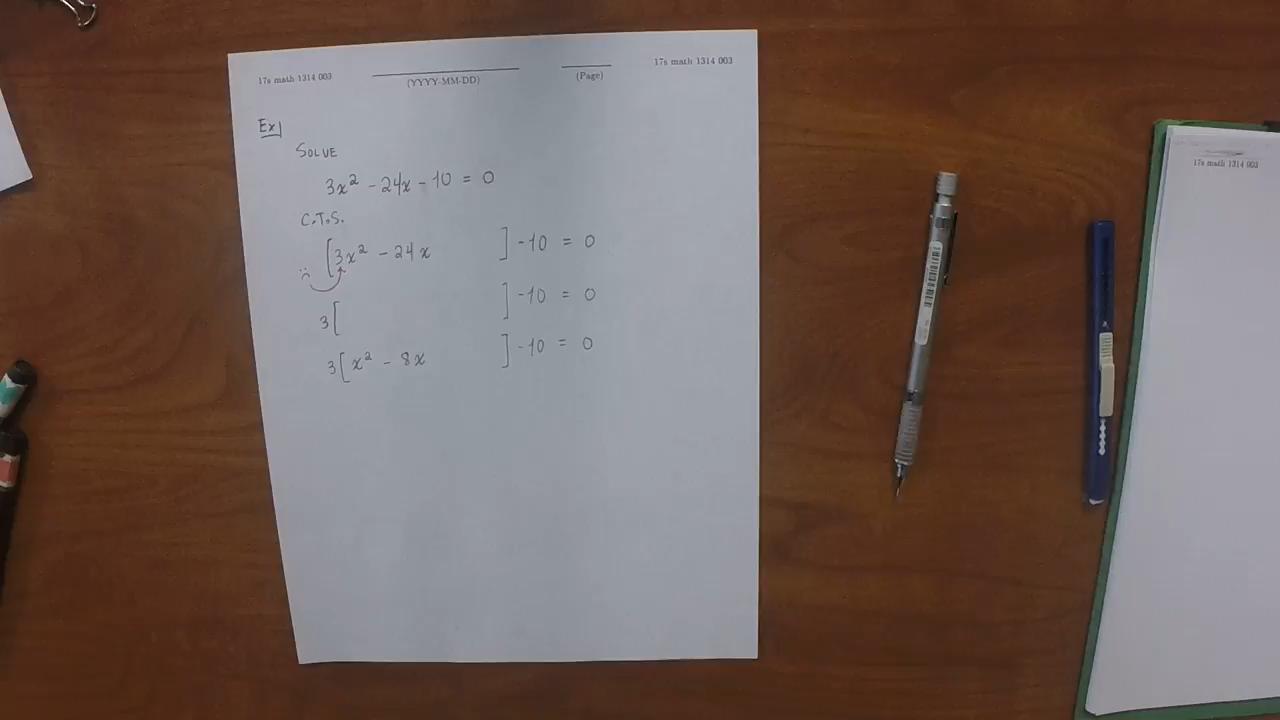 17s math 1314 003 (YYYY-MM-DD) (Page) 17s math 1314 003
Ex1
SOLVE
3x² - 24x - 10 = 0
C.T.S.
[3x² - 24x ] - 10 = 0
3[ ] - 10 = 0
3[x² - 8x ] - 10 = 0
17s math 1314 003